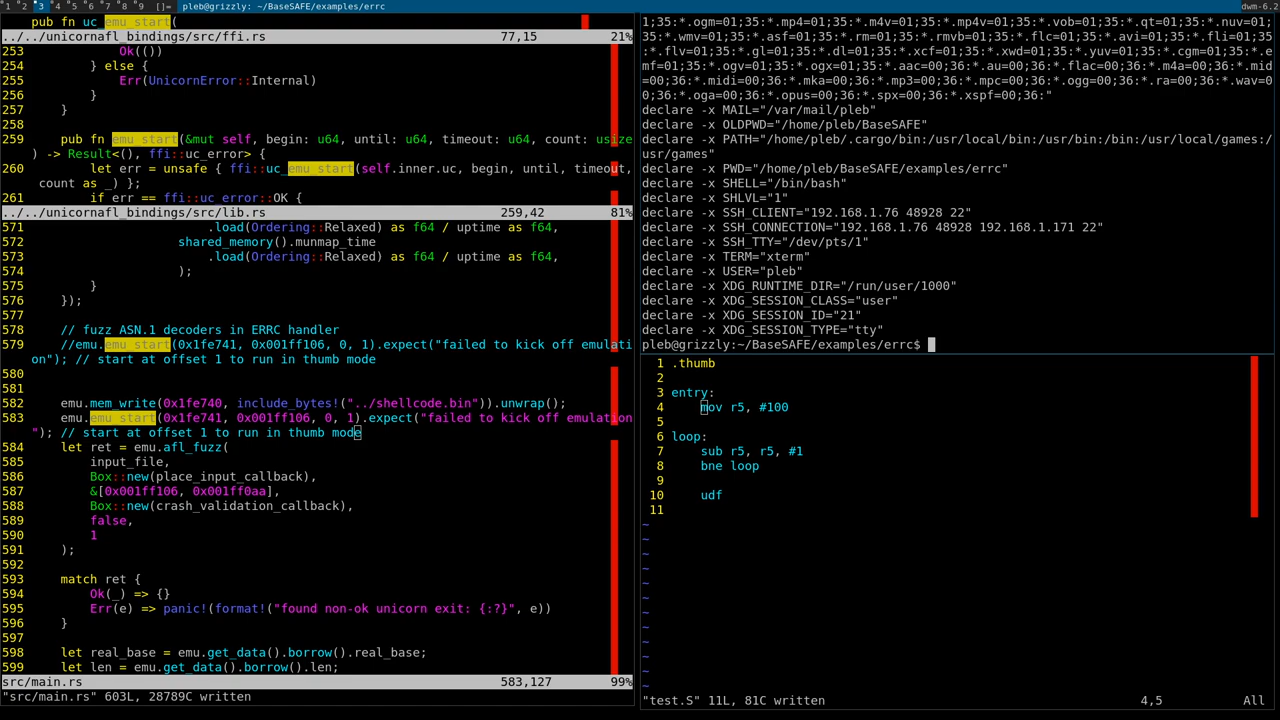 1 2 3 4 5 6 7 8 9 []= pleb@grizzly: ~/BaseSAFE/examples/errc dwm-6.2
pub fn uc_emu_start(
../../unicornafl_bindings/src/ffi.rs 77,15 21%
253 Ok(())
254 } else {
255 Err(UnicornError::Internal)
256 }
257 }
258
259 pub fn emu_start(&mut self, begin: u64, until: u64, timeout: u64, count: usize
) -> Result<(), ffi::uc_error> {
260 let err = unsafe { ffi::uc_emu_start(self.inner.uc, begin, until, timeout,
count as _) };
261 if err == ffi::uc_error::OK {
../../unicornafl_bindings/src/lib.rs 259,42 81%
571 .load(Ordering::Relaxed) as f64 / uptime as f64,
572 shared_memory().munmap_time
573 .load(Ordering::Relaxed) as f64 / uptime as f64,
574 );
575 }
576 });
577
578 // fuzz ASN.1 decoders in ERRC handler
579 //emu.emu_start(0x1fe741, 0x001ff106, 0, 1).expect("failed to kick off emulati
on"); // start at offset 1 to run in thumb mode
580
581
582 emu.mem_write(0x1fe740, include_bytes!("../shellcode.bin")).unwrap();
583 emu.emu_start(0x1fe741, 0x001ff106, 0, 1).expect("failed to kick off emulation
"); // start at offset 1 to run in thumb mode
584 let ret = emu.afl_fuzz(
585 input_file,
586 Box::new(place_input_callback),
587 &[0x001ff106, 0x001ff0aa],
588 Box::new(crash_validation_callback),
589 false,
590 1
591 );
592
593 match ret {
594 Ok(_) => {}
595 Err(e) => panic!(format!("found non-ok unicorn exit: {:?}", e))
596 }
597
598 let real_base = emu.get_data().borrow().real_base;
599 let len = emu.get_data().borrow().len;
src/main.rs 583,127 99%
"src/main.rs" 603L, 28789C written
1;35:*.ogm=01;35:*.mp4=01;35:*.m4v=01;35:*.mp4v=01;35:*.vob=01;35:*.qt=01;35:*.nuv=01;
35:*.wmv=01;35:*.asf=01;35:*.rm=01;35:*.rmvb=01;35:*.flc=01;35:*.avi=01;35:*.fli=01;35
:*.flv=01;35:*.gl=01;35:*.dl=01;35:*.xcf=01;35:*.xwd=01;35:*.yuv=01;35:*.cgm=01;35:*.e
mf=01;35:*.ogv=01;35:*.ogx=01;35:*.aac=00;36:*.au=00;36:*.flac=00;36:*.m4a=00;36:*.mid
=00;36:*.midi=00;36:*.mka=00;36:*.mp3=00;36:*.mpc=00;36:*.ogg=00;36:*.ra=00;36:*.wav=0
0;36:*.oga=00;36:*.opus=00;36:*.spx=00;36:*.xspf=00;36:"
declare -x MAIL="/var/mail/pleb"
declare -x OLDPWD="/home/pleb/BaseSAFE"
declare -x PATH="/home/pleb/.cargo/bin:/usr/local/bin:/usr/bin:/bin:/usr/local/games:/
usr/games"
declare -x PWD="/home/pleb/BaseSAFE/examples/errc"
declare -x SHELL="/bin/bash"
declare -x SHLVL="1"
declare -x SSH_CLIENT="192.168.1.76 48928 22"
declare -x SSH_CONNECTION="192.168.1.76 48928 192.168.1.171 22"
declare -x SSH_TTY="/dev/pts/1"
declare -x TERM="xterm"
declare -x USER="pleb"
declare -x XDG_RUNTIME_DIR="/run/user/1000"
declare -x XDG_SESSION_CLASS="user"
declare -x XDG_SESSION_ID="21"
declare -x XDG_SESSION_TYPE="tty"
pleb@grizzly:~/BaseSAFE/examples/errc$
1 .thumb
2
3 entry:
4 mov r5, #100
5
6 loop:
7 sub r5, r5, #1
8 bne loop
9
10 udf
11
~
~
~
~
~
~
~
~
~
~
~
~
"test.S" 11L, 81C written 4,5 All